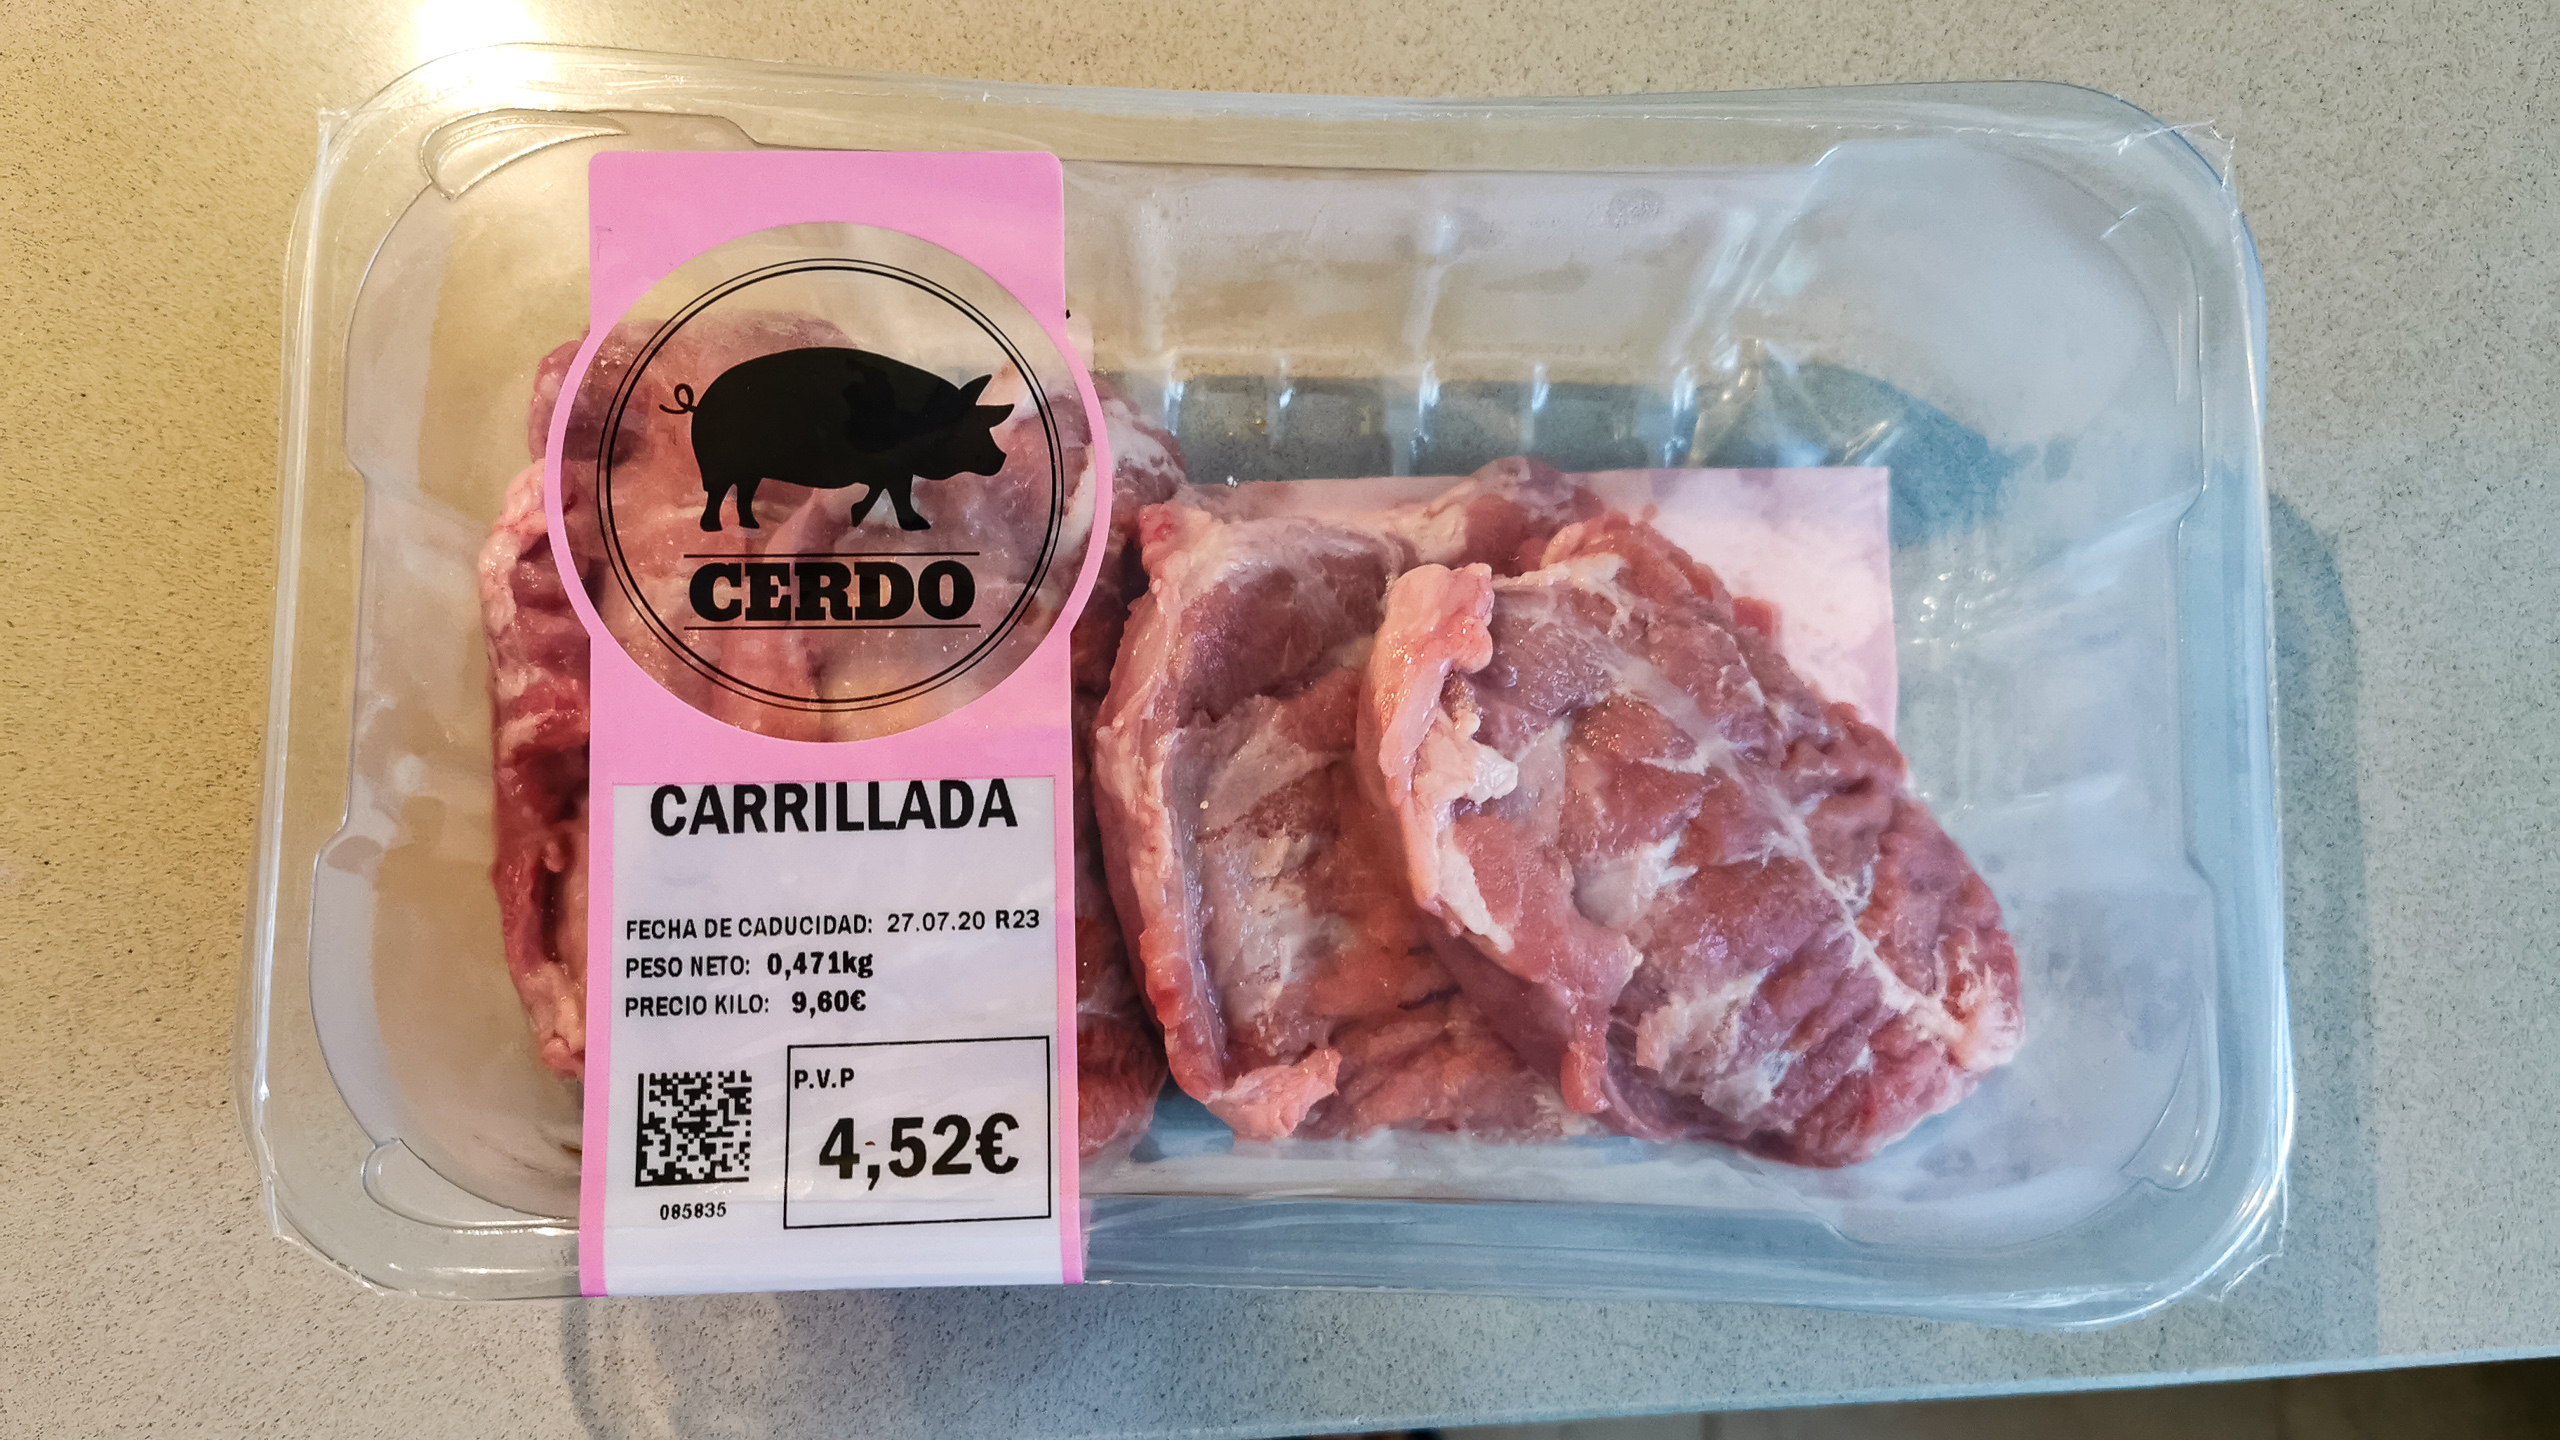 CERDO
CARRILLADA
FECHA DE CADUCIDAD: 27.07.20 R23
PESO NETO: 0,471kg
PRECIO KILO: 9,60€
P.V.P
4,52€
085835